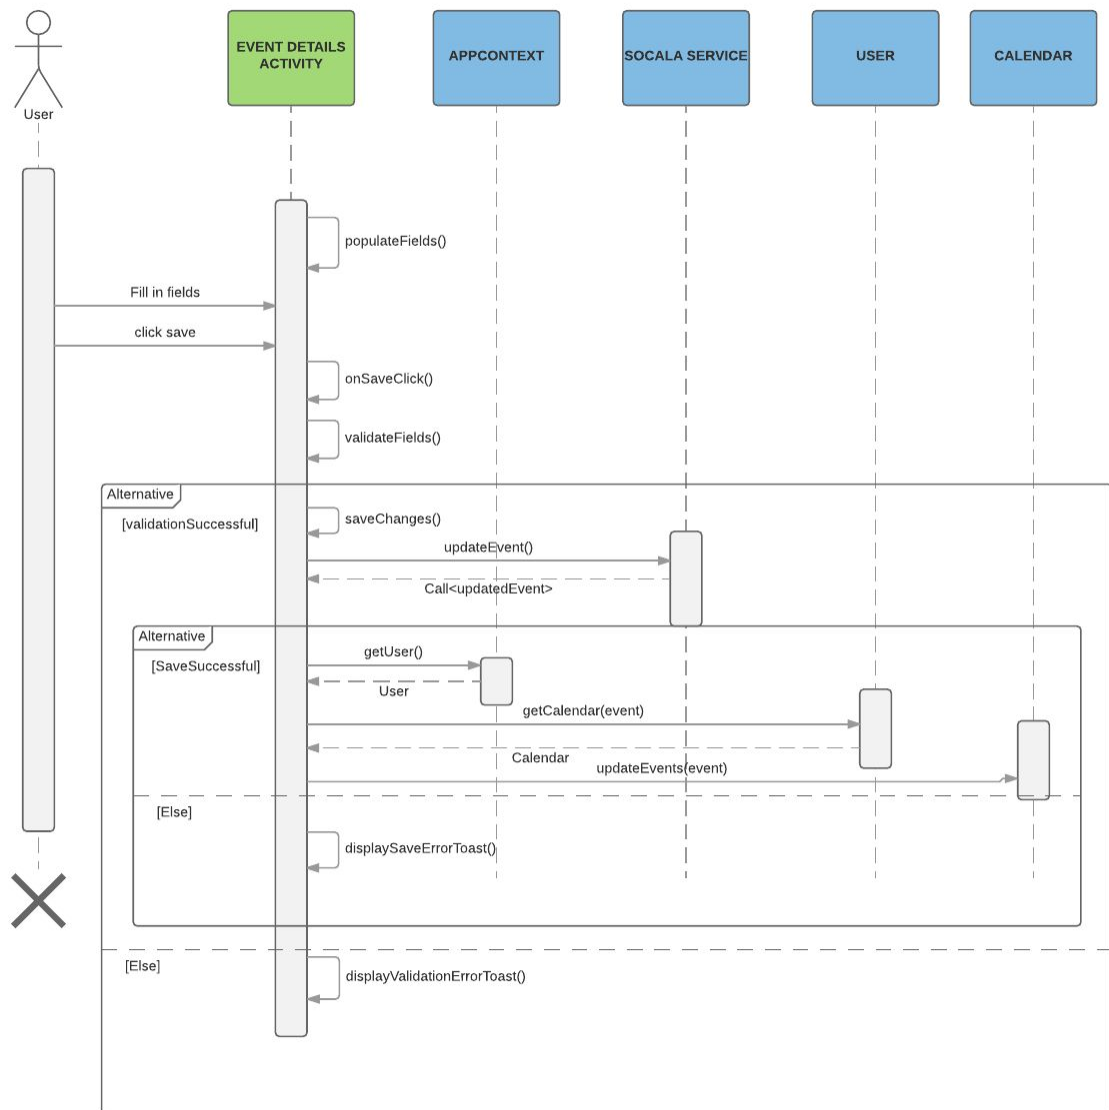 User
EVENT DETAILS
ACTIVITY
APPCONTEXT
SOCALA SERVICE
USER
CALENDAR
populateFields()
Fill in fields
click save
onSaveClick()
validateFields()
Alternative
[validationSuccessful]
saveChanges()
updateEvent()
Call<updatedEvent>
Alternative
[SaveSuccessful]
getUser()
User
getCalendar(event)
Calendar
updateEvents(event)
[Else]
displaySaveErrorToast()
[Else]
displayValidationErrorToast()